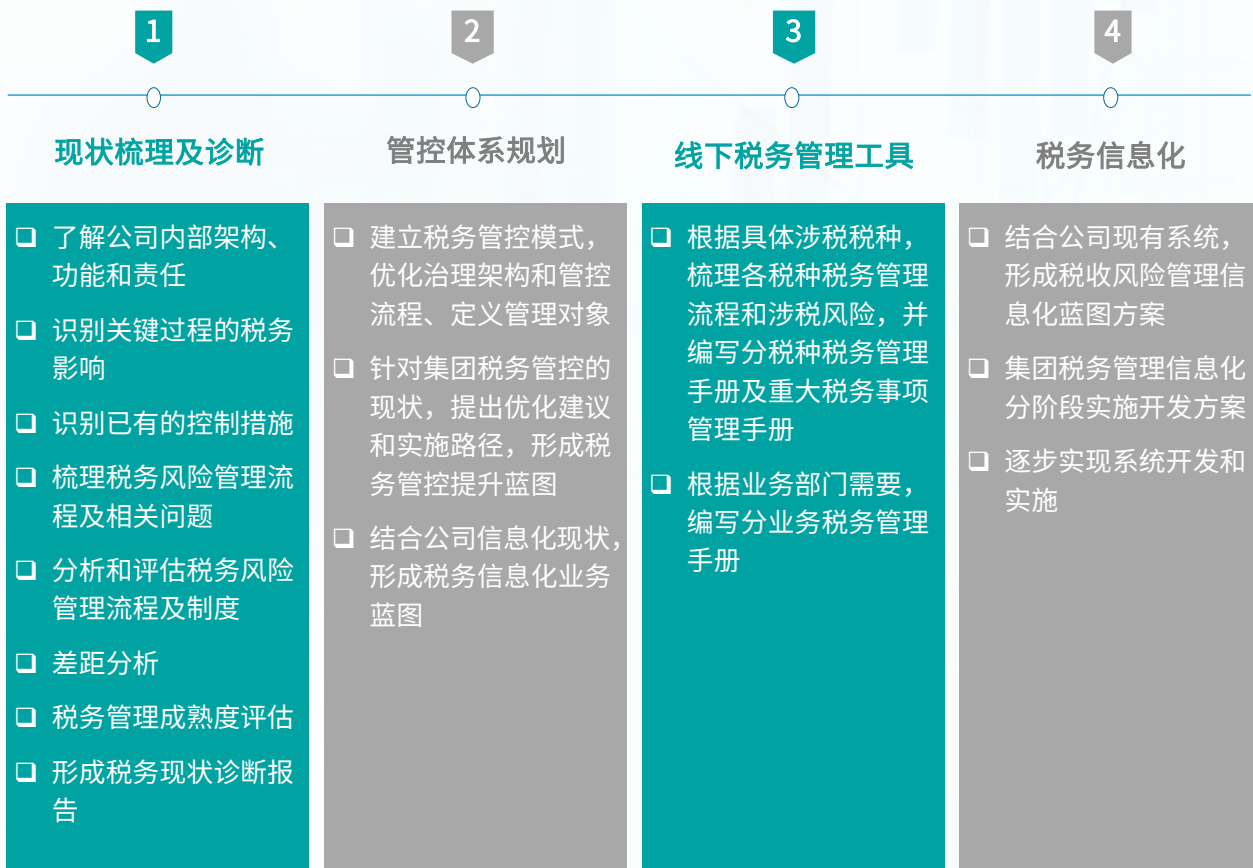 1
现状梳理及诊断
了解公司内部架构、
功能和责任
识别关键过程的税务
影响
识别已有的控制措施
梳理税务风险管理流
程及相关问题
分析和评估税务风险
管理流程及制度
差距分析
税务管理成熟度评估
形成税务现状诊断报
告
2
管控体系规划
建立税务管控模式，
优化治理架构和管控
流程、定义管理对象
针对集团税务管控的
现状，提出优化建议
和实施路径，形成税
务管控提升蓝图
结合公司信息化现状，
形成税务信息化业务
蓝图
3
线下税务管理工具
根据具体涉税税种，
梳理各税种税务管理
流程和涉税风险，并
编写分税种税务管理
手册及重大税务事项
管理手册
根据业务部门需要，
编写分业务税务管理
手册
4
税务信息化
结合公司现有系统，
形成税收风险管理信
息化蓝图方案
集团税务管理信息化
分阶段实施开发方案
逐步实现系统开发和
实施